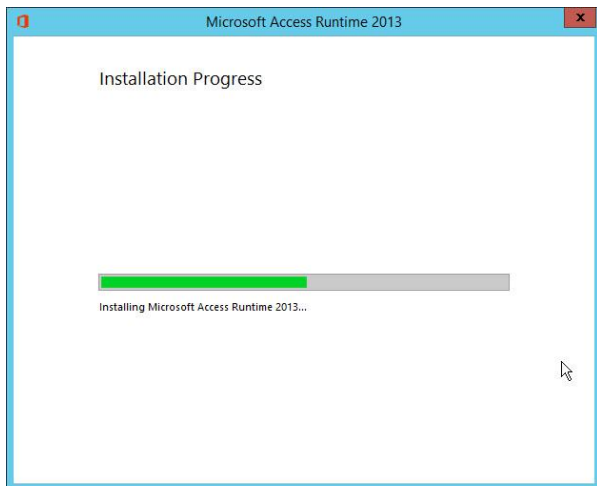 Microsoft Access Runtime 2013
x
Installation Progress
Installing Microsoft Access Runtime 2013...